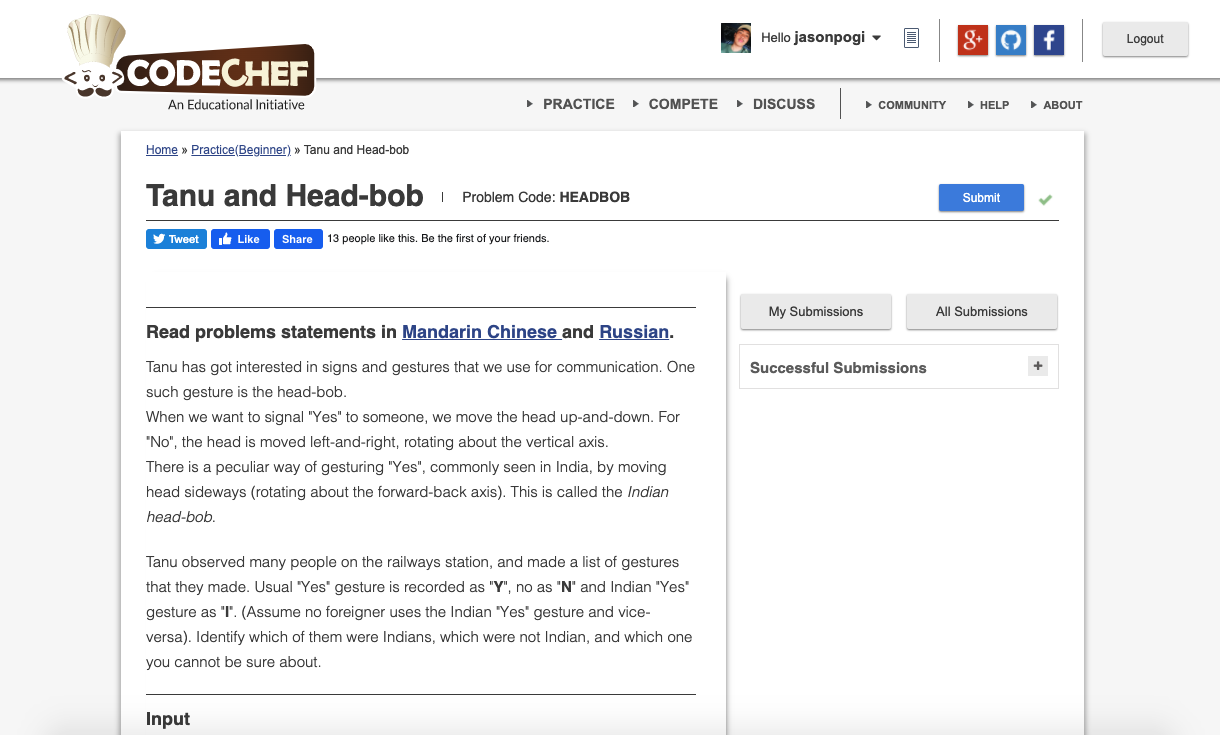 CODECHEF
An Educational Initiative
Hello jasonpogi
g+
f
Logout
PRACTICE COMPETE DISCUSS COMMUNITY HELP ABOUT
Home » Practice(Beginner) » Tanu and Head-bob
Tanu and Head-bob | Problem Code: HEADBOB
Submit
Tweet Like Share 13 people like this. Be the first of your friends.
My Submissions All Submissions
Successful Submissions +
Read problems statements in Mandarin Chinese and Russian.
Tanu has got interested in signs and gestures that we use for communication. One
such gesture is the head-bob.
When we want to signal "Yes" to someone, we move the head up-and-down. For
"No", the head is moved left-and-right, rotating about the vertical axis.
There is a peculiar way of gesturing "Yes", commonly seen in India, by moving
head sideways (rotating about the forward-back axis). This is called the Indian
head-bob.
Tanu observed many people on the railways station, and made a list of gestures
that they made. Usual "Yes" gesture is recorded as "Y", no as "N" and Indian "Yes"
gesture as "I". (Assume no foreigner uses the Indian "Yes" gesture and vice-
versa). Identify which of them were Indians, which were not Indian, and which one
you cannot be sure about.
Input